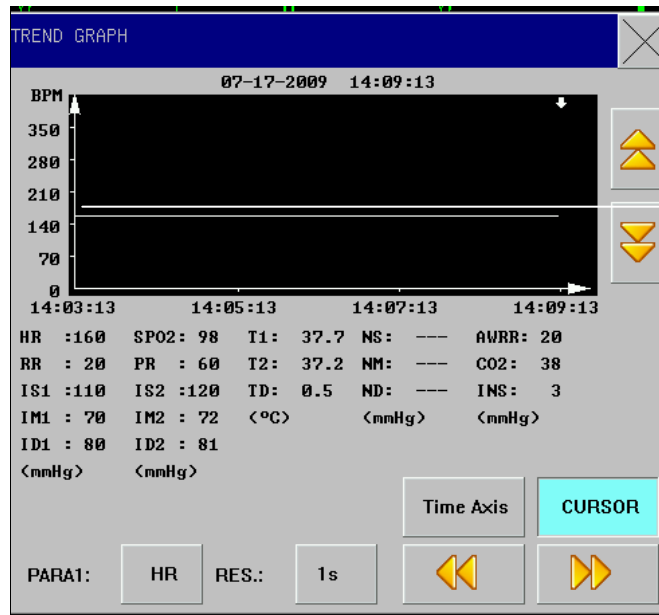 TREND GRAPH
07-17-2009 14:09:13
BPM
350
280
210
140
70
0
14:03:13 14:05:13 14:07:13 14:09:13
HR :160 SPO2: 98 T1: 37.7 NS: --- AWRR: 20
RR : 20 PR : 60 T2: 37.2 NM: --- CO2: 38
IS1 :110 IS2 :120 TD: 0.5 ND: --- INS: 3
IM1 : 70 IM2 : 72 (ºC) (mmHg) (mmHg)
ID1 : 80 ID2 : 81
(mmHg) (mmHg)
Time Axis CURSOR
PARA1: HR RES.: 1s